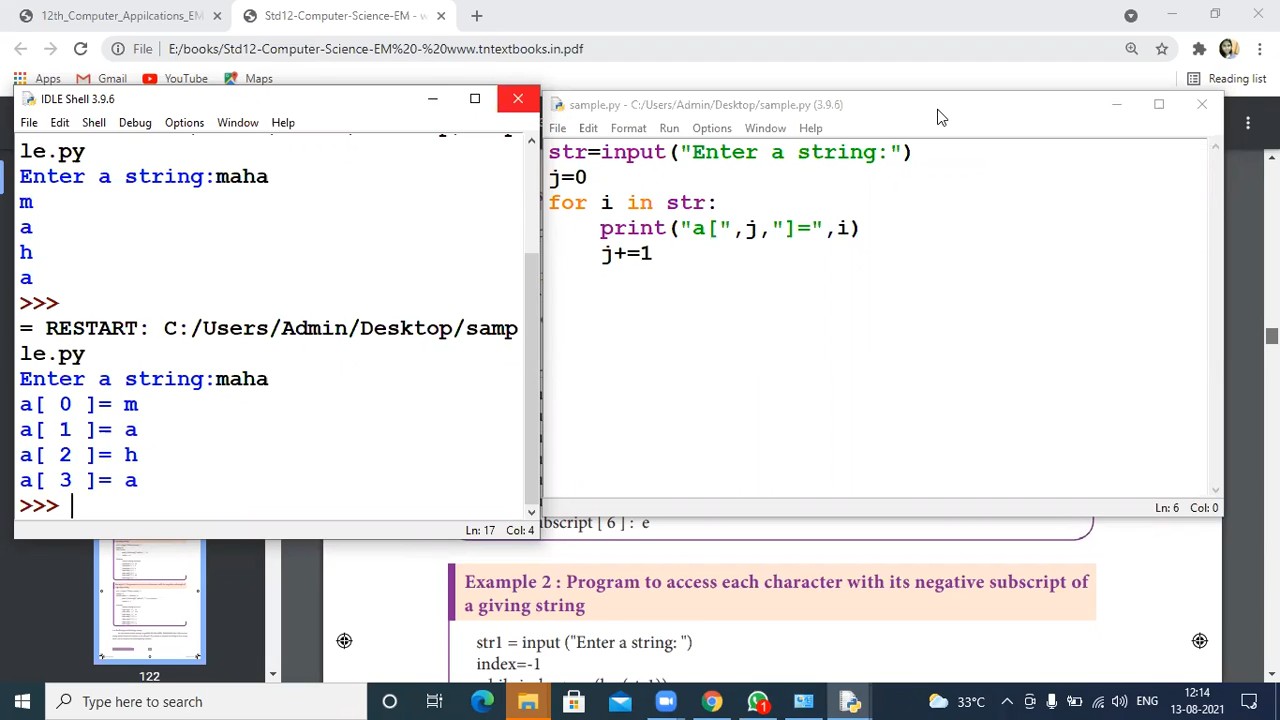 12th_Computer_Appilcations_EM
Std12-Computer-Science-EM - w
File E:/books/Std12-Computer-Science-EM%20-%20www.tntextbooks.in.pdf
Apps Gmail YouTube Maps Reading list
IDLE Shell 3.9.6
File Edit Shell Debug Options Window Help
le.py
Enter a string:maha
m
a
h
a
>>>
= RESTART: C:/Users/Admin/Desktop/samp
le.py
Enter a string:maha
a[ 0 ]= m
a[ 1 ]= a
a[ 2 ]= h
a[ 3 ]= a
>>>
Ln: 17 Col: 4
sample.py - C:/Users/Admin/Desktop/sample.py (3.9.6)
File Edit Format Run Options Window Help
str=input("Enter a string:")
j=0
for i in str:
print("a[",j,"]=",i)
j+=1
Ln: 6 Col: 0
ubscript [ 6 ] : e
Example 2 : Program to access each character with its negative subscript of
a giving string
str1 = input ("Enter a string: ")
index=-1
122
Type here to search
1
33°C
ENG
12:14
13-08-2021